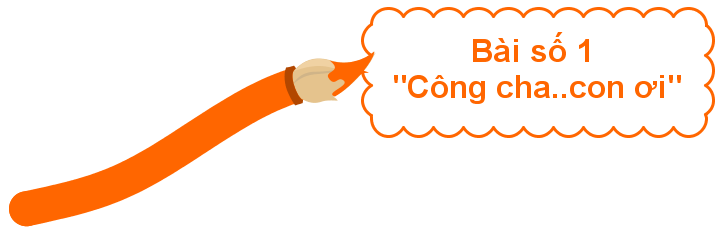 Bài số 1
"Công cha..con ơi"